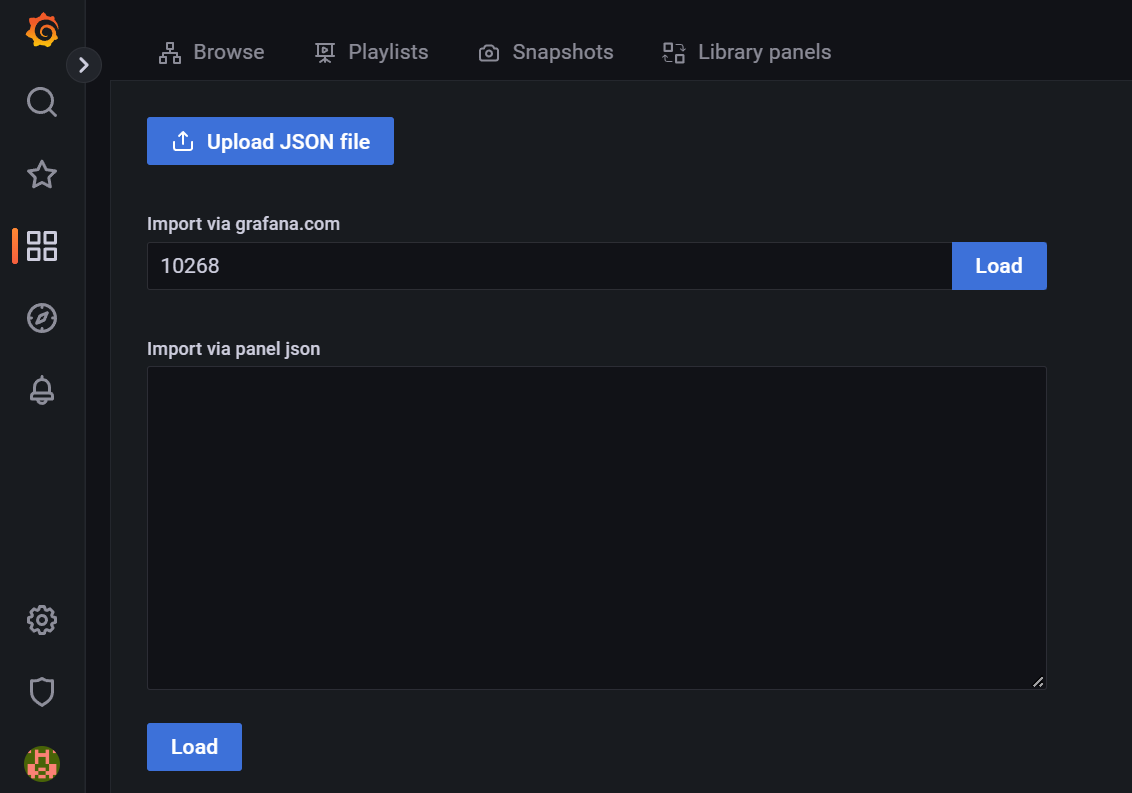 Browse Playlists Snapshots Library panels
Upload JSON file
Import via grafana.com
10268 Load
Import via panel json
Load